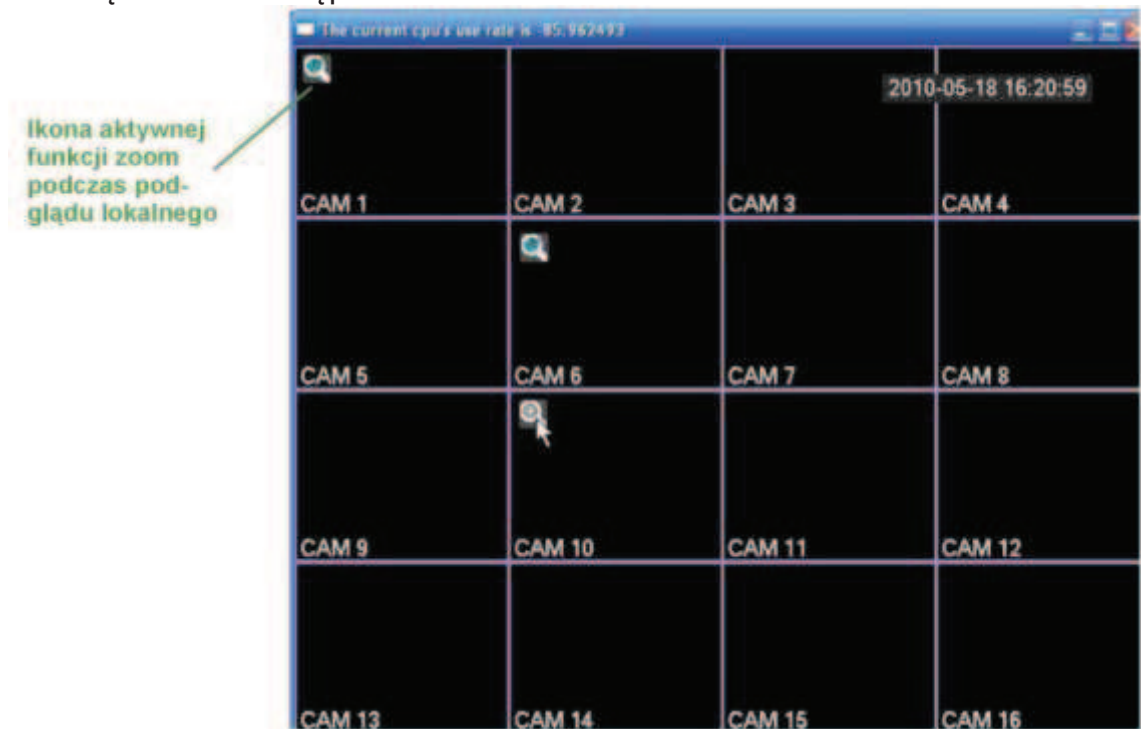 The current cpu's use rate is 85.962493
2010-05-18 16:20:59
Ikona aktywnej
funkcji zoom
podczas pod-
glądu lokalnego
CAM 1 CAM 2 CAM 3 CAM 4
CAM 5 CAM 6 CAM 7 CAM 8
CAM 9 CAM 10 CAM 11 CAM 12
CAM 13 CAM 14 CAM 15 CAM 16